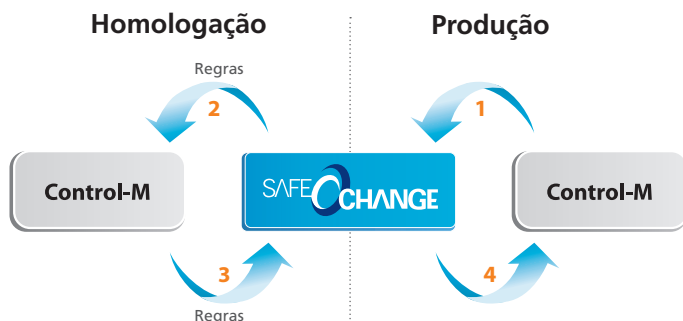 Homologação
Produção
Regras
2
1
Control-M
SAFE CHANGE
Control-M
3
4
Regras